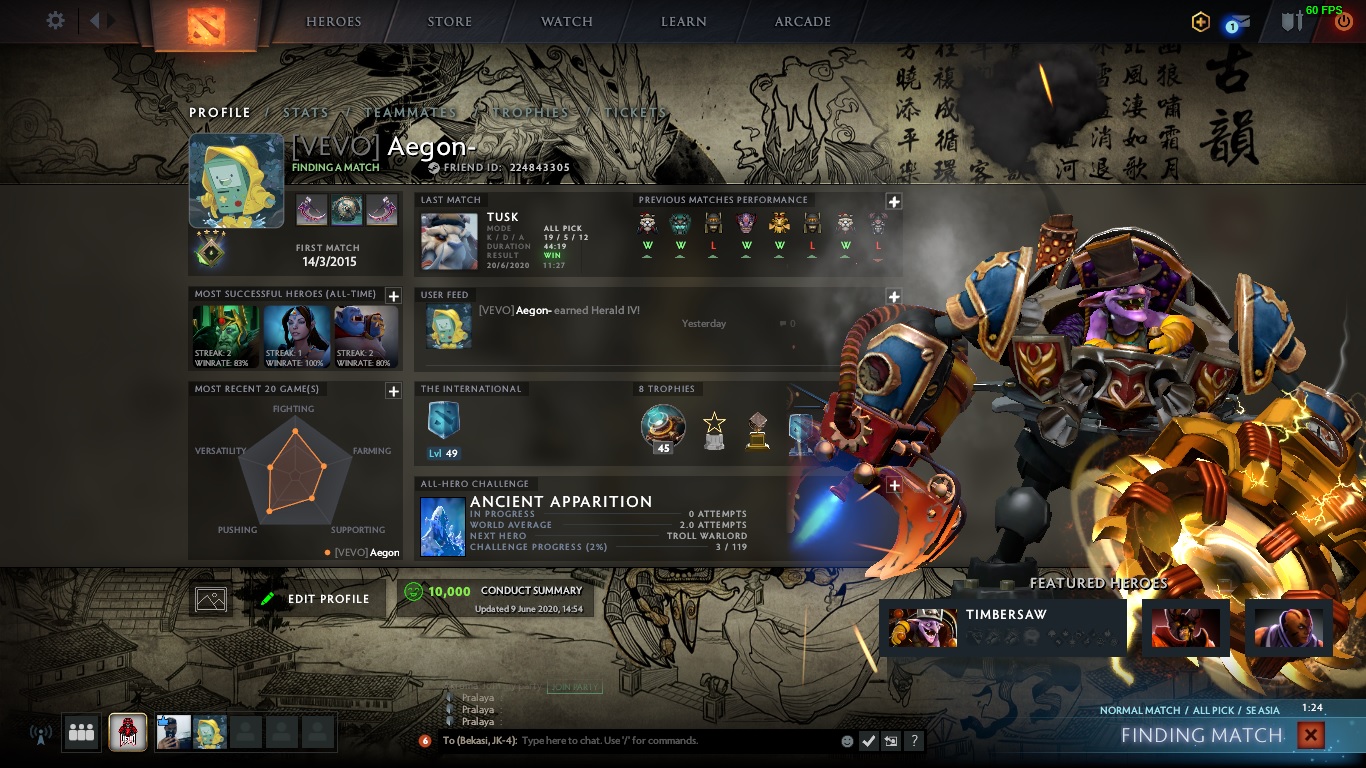 60 FPS
HEROES
STORE
WATCH
LEARN
ARCADE
1
PROFILE / STATS / TEAMMATES / TROPHIES / TICKETS
[VEVO] Aegon-
FINDING A MATCH
FRIEND ID: 224843305
古韻
FIRST MATCH
14/3/2015
LAST MATCH
TUSK
MODE ALL PICK
K / D / A 19 / 5 / 12
DURATION 44:19
RESULT WIN
20/6/2020 11:27
PREVIOUS MATCHES PERFORMANCE
W W L W W L W L
MOST SUCCESSFUL HEROES (ALL-TIME)
STREAK: 2
WINRATE: 83%
STREAK: 1
WINRATE: 100%
STREAK: 2
WINRATE: 80%
USER FEED
[VEVO] Aegon- earned Herald IV!
Yesterday
0
MOST RECENT 20 GAME(S)
FIGHTING
VERSATILITY
FARMING
PUSHING
SUPPORTING
[VEVO] Aegon
THE INTERNATIONAL
Lvl 49
8 TROPHIES
45
ALL-HERO CHALLENGE
ANCIENT APPARITION
IN PROGRESS 0 ATTEMPTS
WORLD AVERAGE 2.0 ATTEMPTS
NEXT HERO TROLL WARLORD
CHALLENGE PROGRESS (2%) 3 / 119
EDIT PROFILE
10,000 CONDUCT SUMMARY
Updated 9 June 2020, 14:54
FEATURED HEROES
TIMBERSAW
JOIN PARTY
Pralaya :
Pralaya :
Pralaya :
6
To (Bekasi, JK-4): Type here to chat. Use '/' for commands.
?
NORMAL MATCH / ALL PICK / SE ASIA
1:24
FINDING MATCH